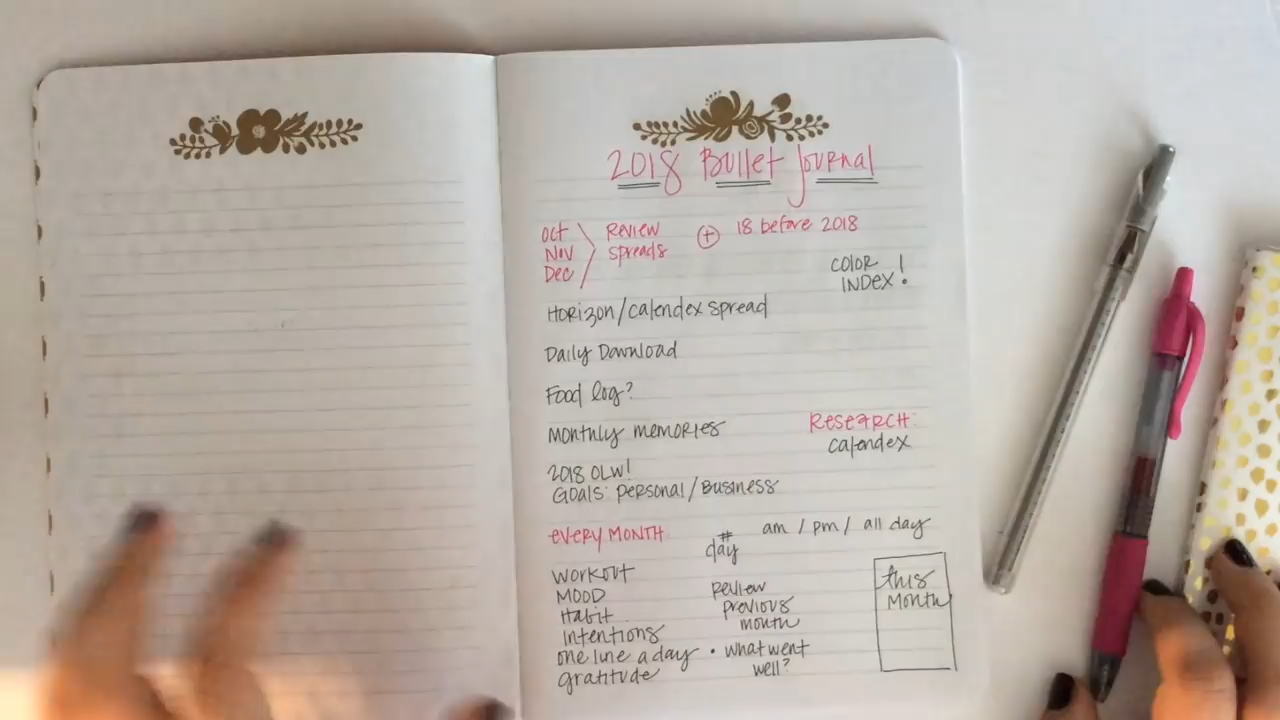 2018 Bullet Journal
Oct
Nov
Dec
Review
spreads
+ 18 before 2018
COLOR
INDEX!
Horizon/calendex spread
Daily Download
Food log?
Monthly memories
RESEARCH:
calendex
2018 OLW!
GOALS: personal/Business
EVERY MONTH
#
day
am / pm / all day
Workout
MOOD
Habit
Intentions
one line a day
gratitude
Review
previous
month
• what went
well?
this
Month